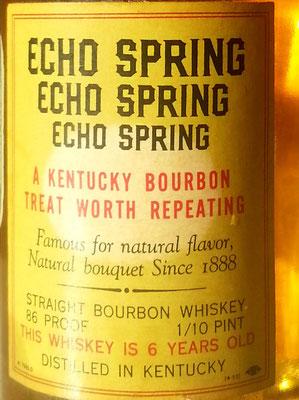 ECHO SPRING
ECHO SPRING
ECHO SPRING
A KENTUCKY BOURBON
TREAT WORTH REPEATING
Famous for natural flavor,
Natural bouquet Since 1888
STRAIGHT BOURBON WHISKEY
86 PROOF 1/10 PINT
THIS WHISKEY IS 6 YEARS OLD
DISTILLED IN KENTUCKY